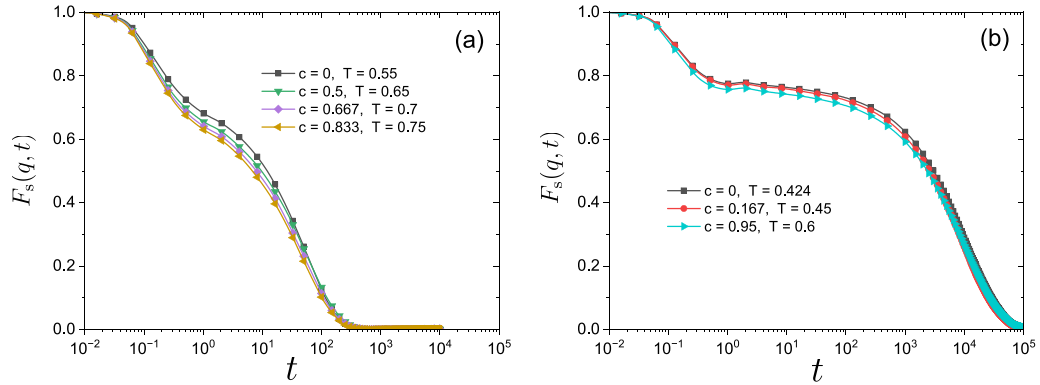 (a)
c = 0, T = 0.55
c = 0.5, T = 0.65
c = 0.667, T = 0.7
c = 0.833, T = 0.75
F_s(q, t)
1.0
0.8
0.6
0.4
0.2
0.0
10^-2 10^-1 10^0 10^1 10^2 10^3 10^4 10^5
t
(b)
c = 0, T = 0.424
c = 0.167, T = 0.45
c = 0.95, T = 0.6
F_s(q, t)
1.0
0.8
0.6
0.4
0.2
0.0
10^-2 10^-1 10^0 10^1 10^2 10^3 10^4 10^5
t